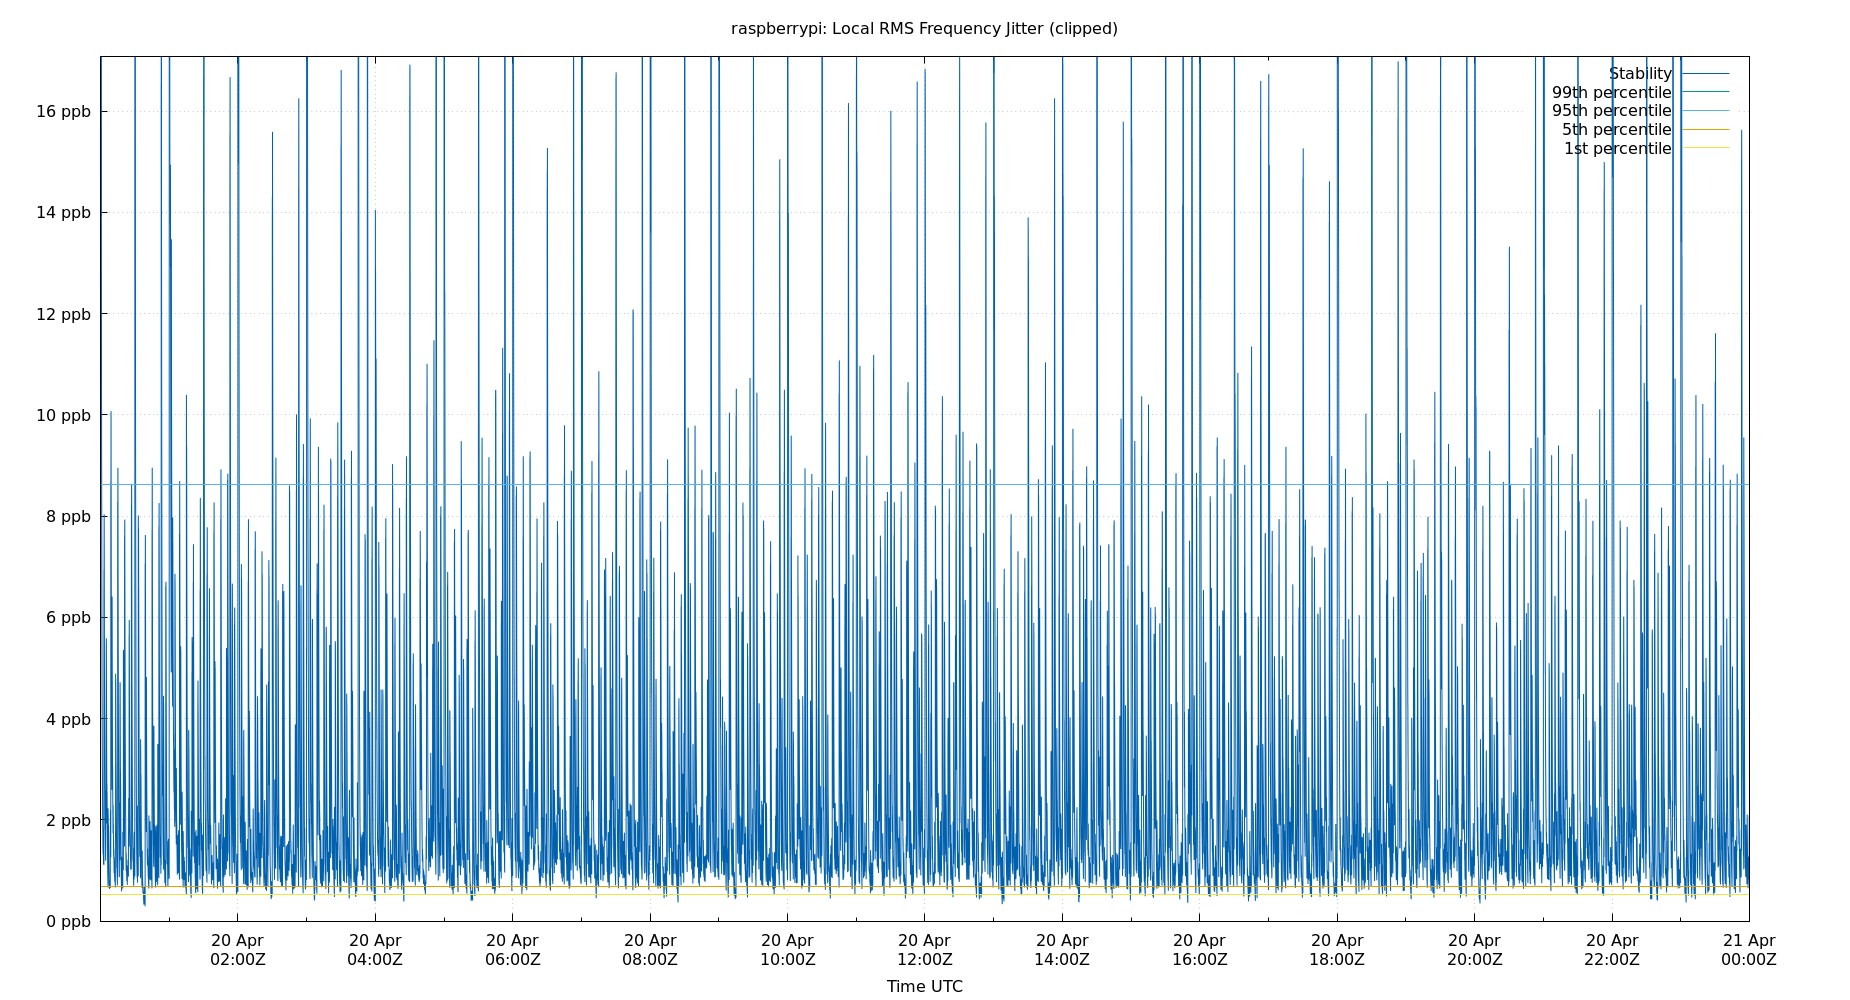 raspberrypi: Local RMS Frequency Jitter (clipped)
Stability
99th percentile
95th percentile
5th percentile
1st percentile
16 ppb
14 ppb
12 ppb
10 ppb
8 ppb
6 ppb
4 ppb
2 ppb
0 ppb
20 Apr 20 Apr 20 Apr 20 Apr 20 Apr 20 Apr 20 Apr 20 Apr 20 Apr 20 Apr 20 Apr 21 Apr
02:00Z 04:00Z 06:00Z 08:00Z 10:00Z 12:00Z 14:00Z 16:00Z 18:00Z 20:00Z 22:00Z 00:00Z
Time UTC